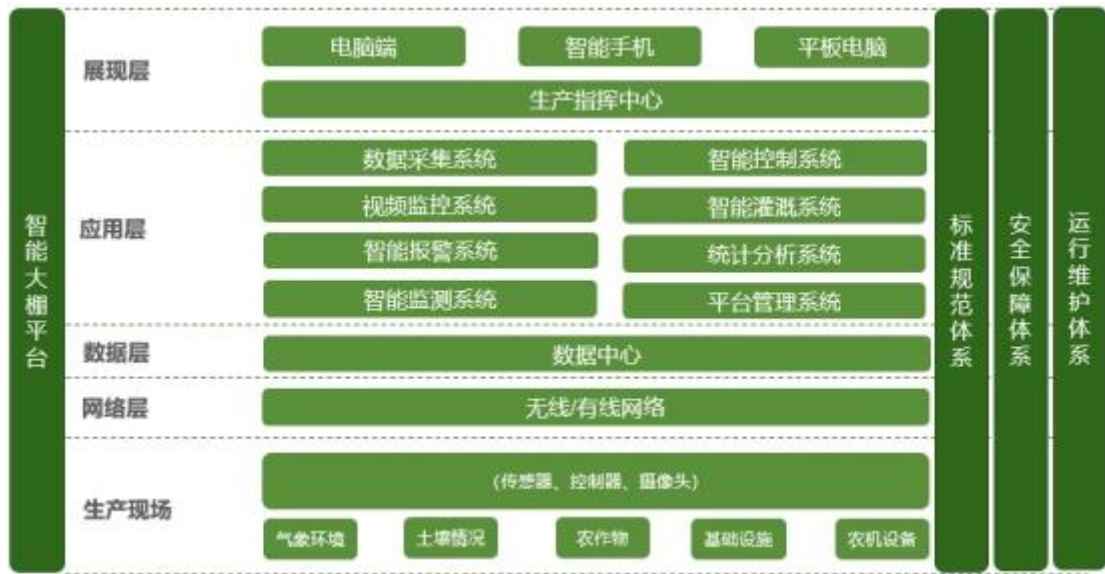 智能大棚平台
展现层
电脑端
智能手机
平板电脑
生产指挥中心
应用层
数据采集系统
智能控制系统
视频监控系统
智能灌溉系统
智能报警系统
统计分析系统
智能监测系统
平台管理系统
数据层
数据中心
网络层
无线/有线网络
生产现场
(传感器、控制器、摄像头)
气象环境
土壤情况
农作物
基础设施
农机设备
标准规范体系
安全保障体系
运行维护体系